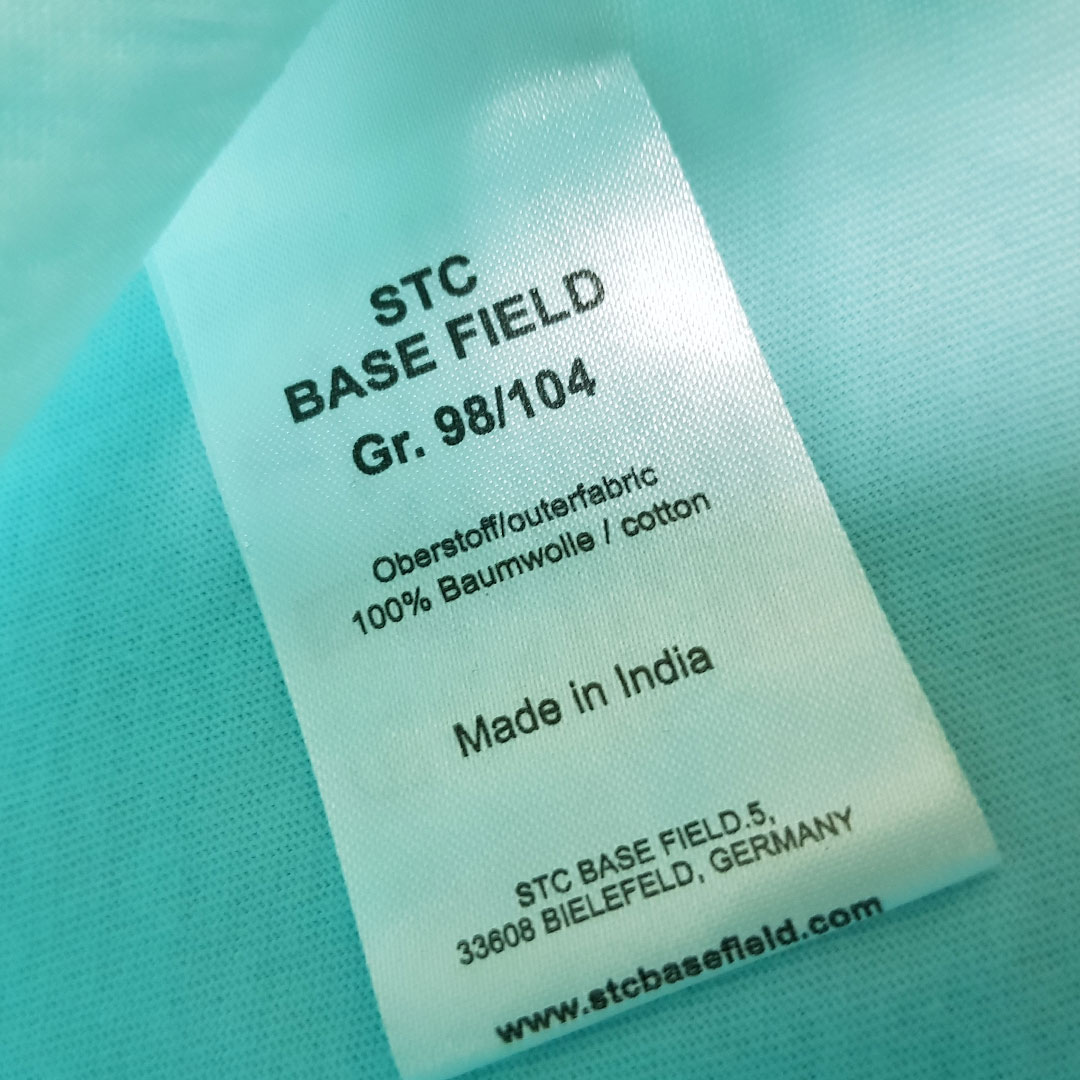 STC
BASE FIELD
Gr. 98/104
Oberstoff/outerfabric
100% Baumwolle / cotton
Made in India
STC BASE FIELD.5,
33608 BIELEFELD, GERMANY
www.stcbasefield.com